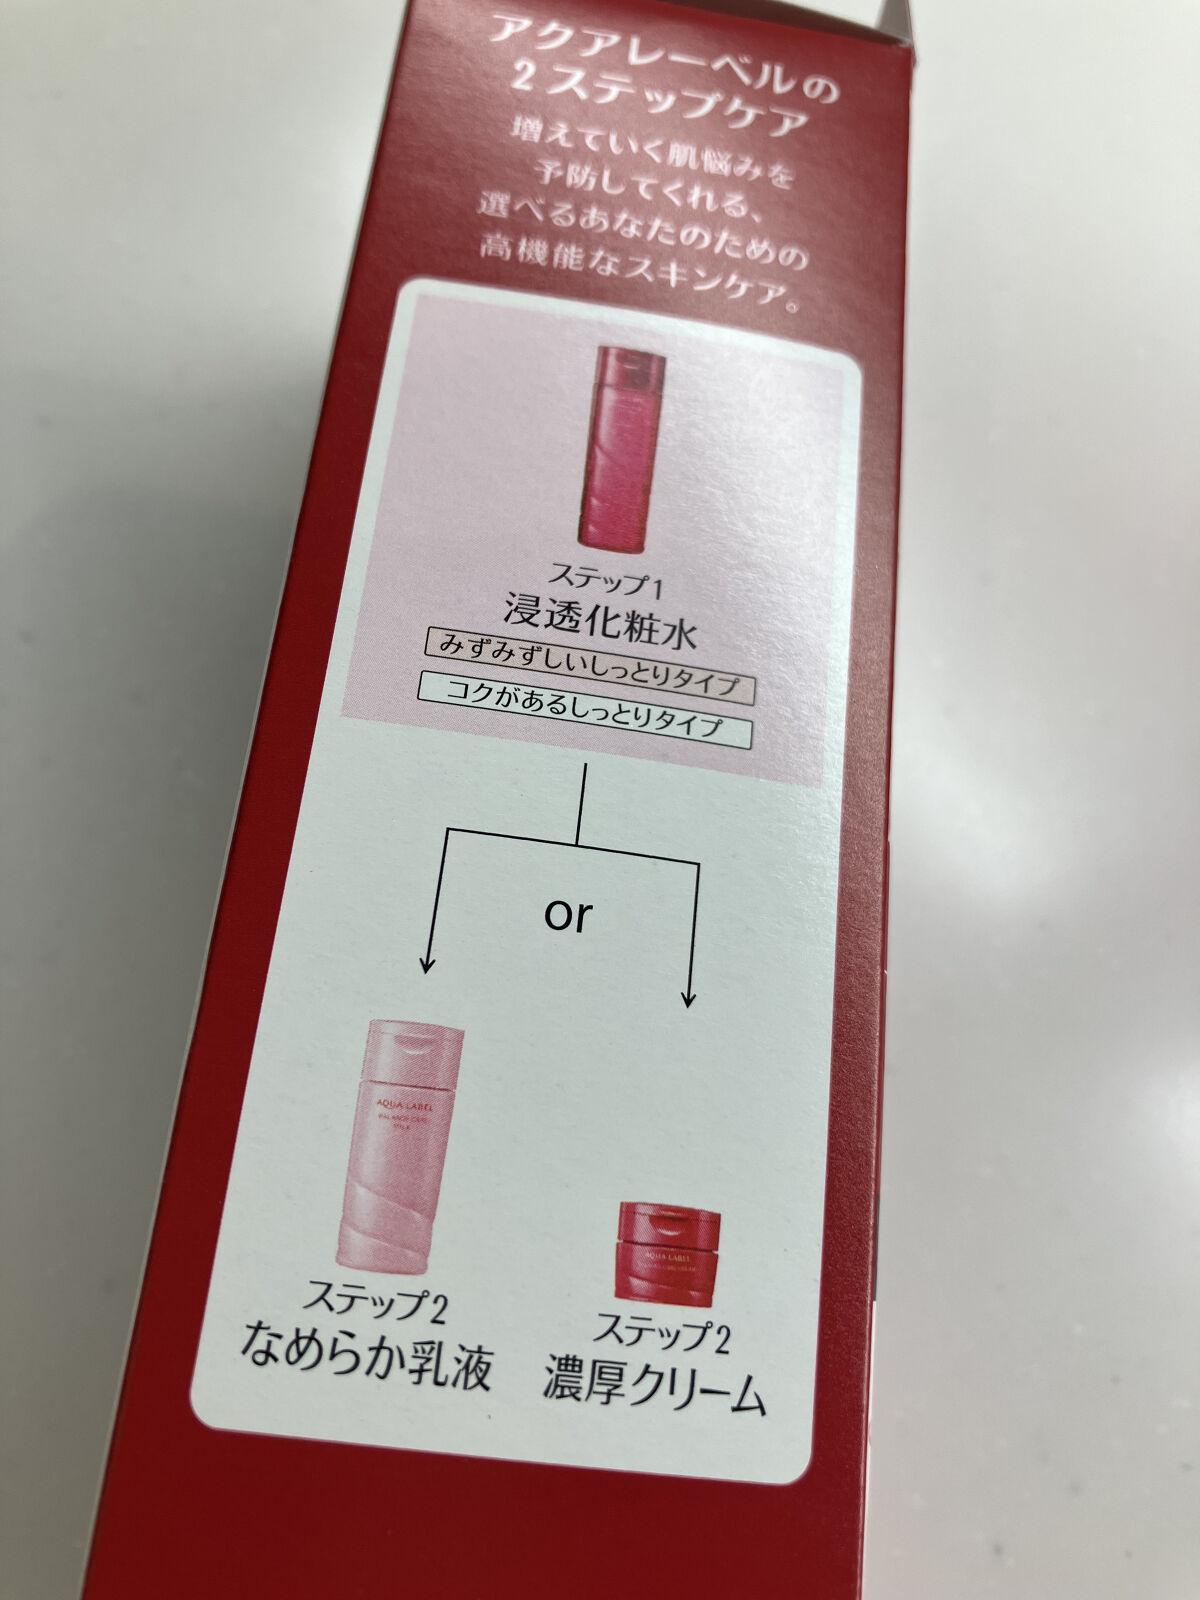 アクアレーベルの
2ステップケア
増えていく肌悩みを
予防してくれる、
選べるあなたのための
高機能なスキンケア。
ステップ1
浸透化粧水
みずみずしいしっとりタイプ
コクがあるしっとりタイプ
or
AQUA LABEL
BALANCE CARE
MILK
ステップ2
なめらか乳液
AQUA LABEL
ステップ2
濃厚クリーム